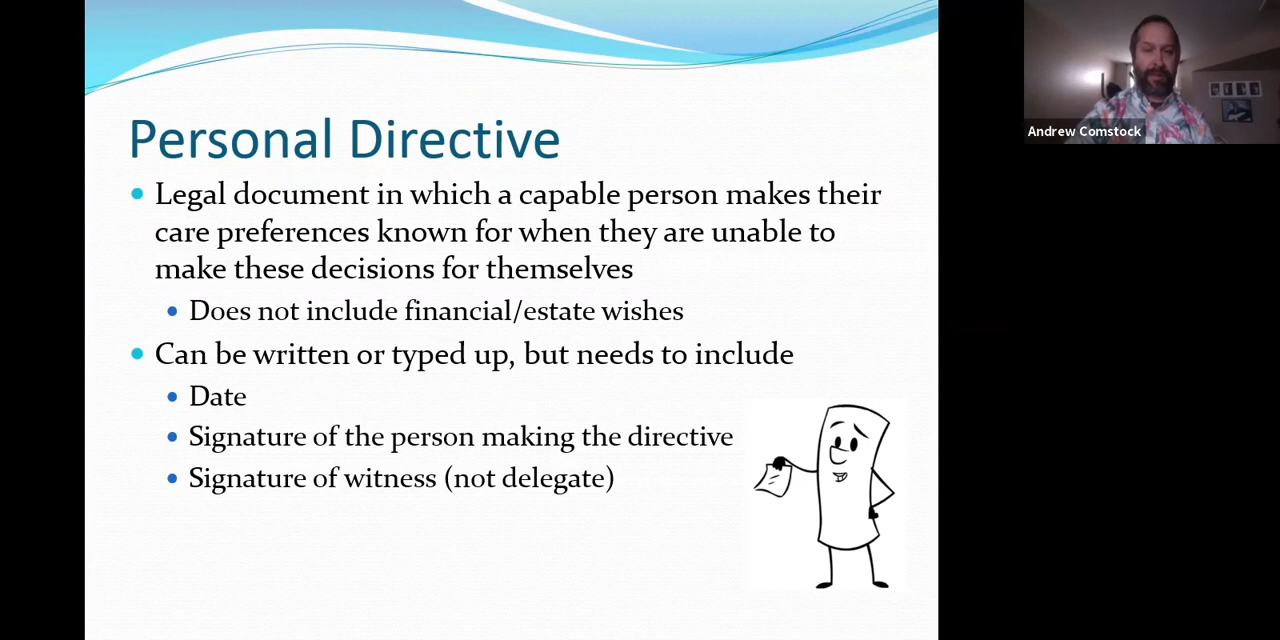 Personal Directive
Legal document in which a capable person makes their
care preferences known for when they are unable to
make these decisions for themselves
Does not include financial/estate wishes
Can be written or typed up, but needs to include
Date
Signature of the person making the directive
Signature of witness (not delegate)
Andrew Comstock